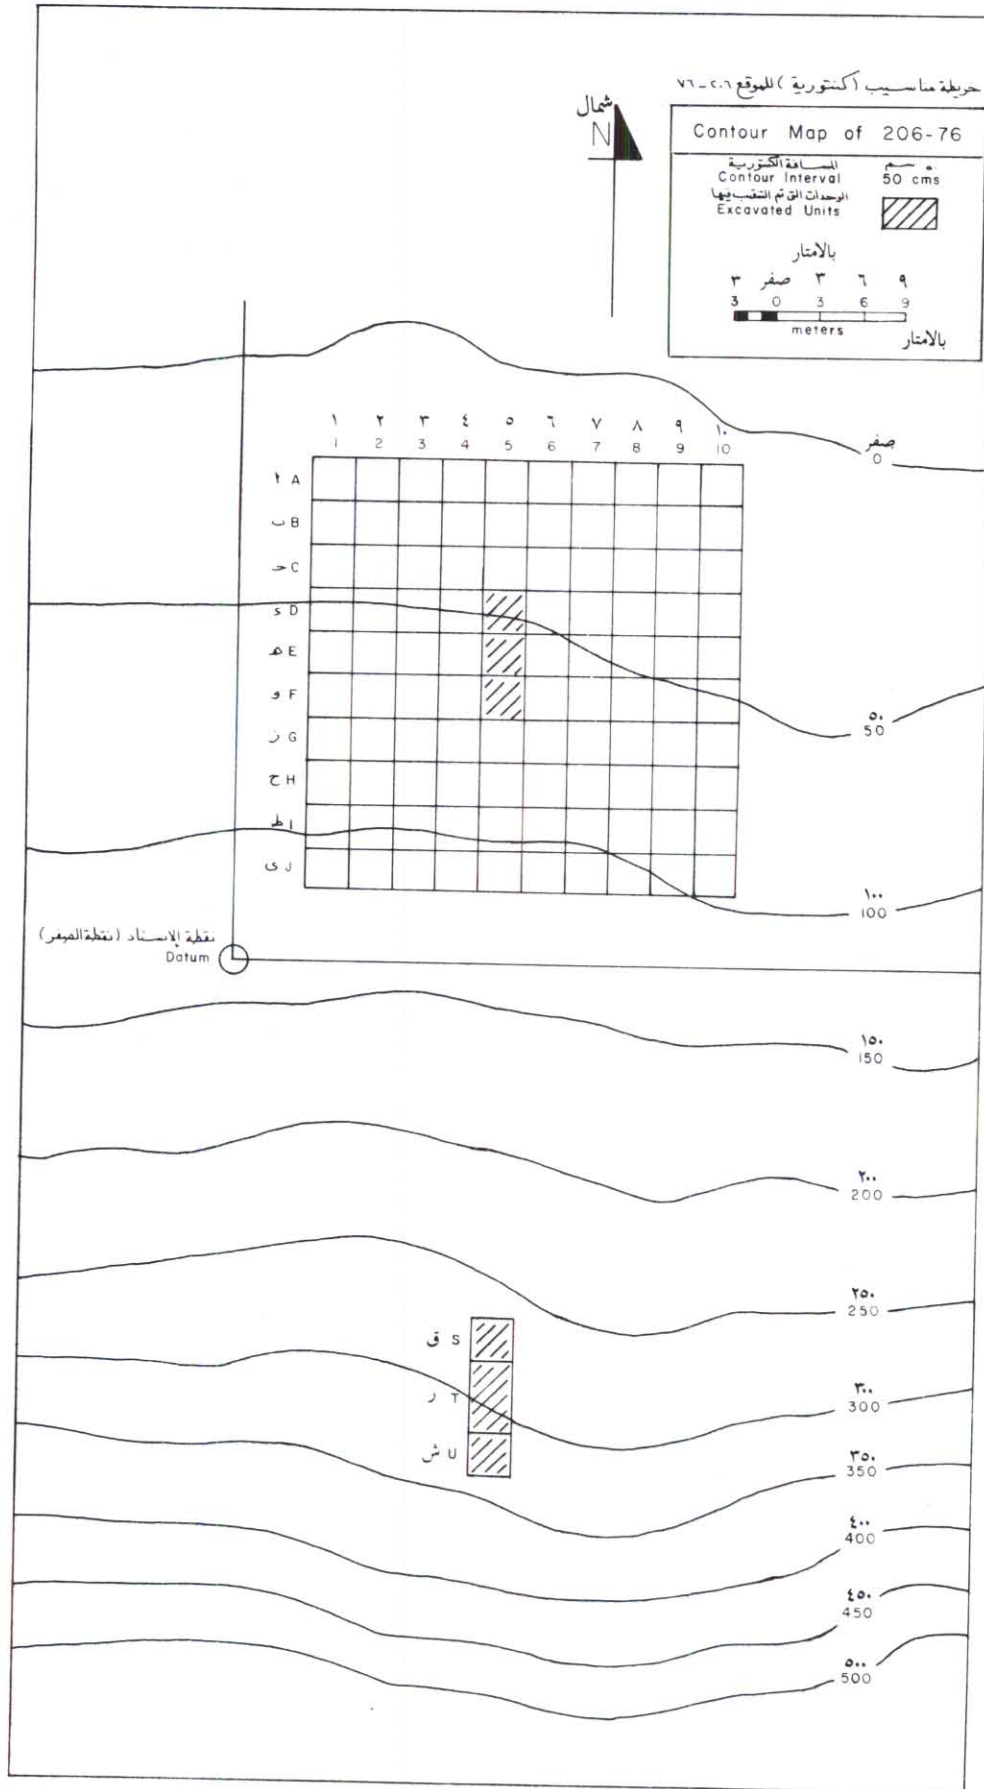 خريطة مناسيب (كنتورية) للموقع ٢٠٦-٧٦
Contour Map of 206-76
المسافة الكنتورية ٥٠ سم
Contour Interval 50 cms
الوحدات التى تم التنقيب فيها
Excavated Units
بالامتار
٣ صفر ٣ ٦ ٩
3 0 3 6 9
meters
بالامتار
شمال
N
١ ٢ ٣ ٤ ٥ ٦ ٧ ٨ ٩ ١٠
1 2 3 4 5 6 7 8 9 10
صفر
0
أ A
ب B
حـ C
د D
هـ E
و F
ز G
ح H
ط I
ى J
٥٠
50
١٠٠
100
نقطة الإسناد (نقطة الصفر)
Datum
١٥٠
150
٢٠٠
200
٢٥٠
250
ق S
ر T
ش U
٣٠٠
300
٣٥٠
350
٤٠٠
400
٤٥٠
450
٥٠٠
500